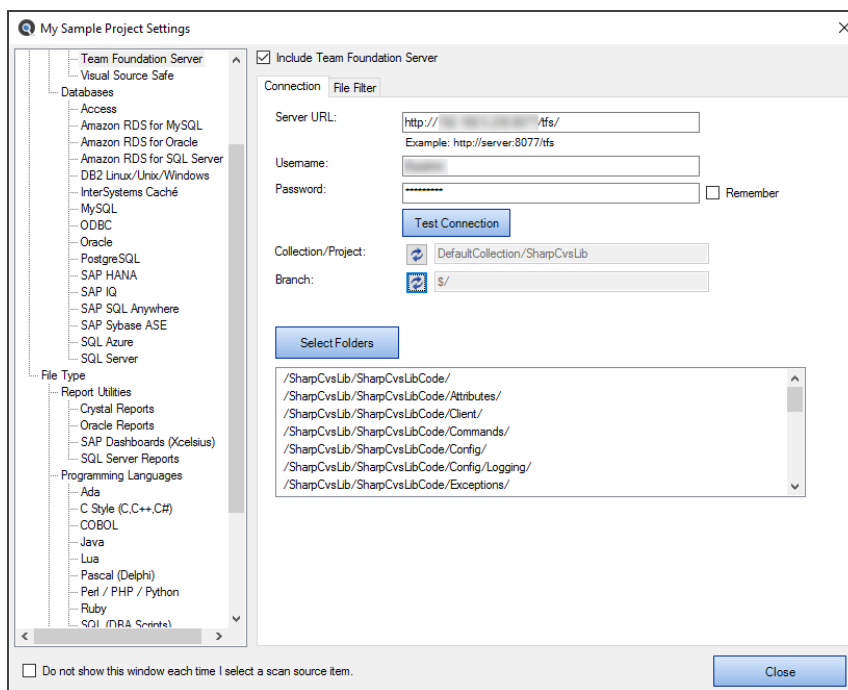 My Sample Project Settings
Team Foundation Server
Visual Source Safe
Databases
Access
Amazon RDS for MySQL
Amazon RDS for Oracle
Amazon RDS for SQL Server
DB2 Linux/Unix/Windows
InterSystems Caché
MySQL
ODBC
Oracle
PostgreSQL
SAP HANA
SAP IQ
SAP SQL Anywhere
SAP Sybase ASE
SQL Azure
SQL Server
File Type
Report Utilities
Crystal Reports
Oracle Reports
SAP Dashboards (Xcelsius)
SQL Server Reports
Programming Languages
Ada
C Style (C,C++,C#)
COBOL
Java
Lua
Pascal (Delphi)
Perl / PHP / Python
Ruby
SQL (DBA Scripts)
Include Team Foundation Server
Connection File Filter
Server URL: http:// /tfs/
Example: http://server:8077/tfs
Username:
Password: ********* Remember
Test Connection
Collection/Project: DefaultCollection/SharpCvsLib
Branch: $/
Select Folders
/SharpCvsLib/SharpCvsLibCode/
/SharpCvsLib/SharpCvsLibCode/Attributes/
/SharpCvsLib/SharpCvsLibCode/Client/
/SharpCvsLib/SharpCvsLibCode/Commands/
/SharpCvsLib/SharpCvsLibCode/Config/
/SharpCvsLib/SharpCvsLibCode/Config/Logging/
/SharpCvsLib/SharpCvsLibCode/Exceptions/
Do not show this window each time I select a scan source item.
Close